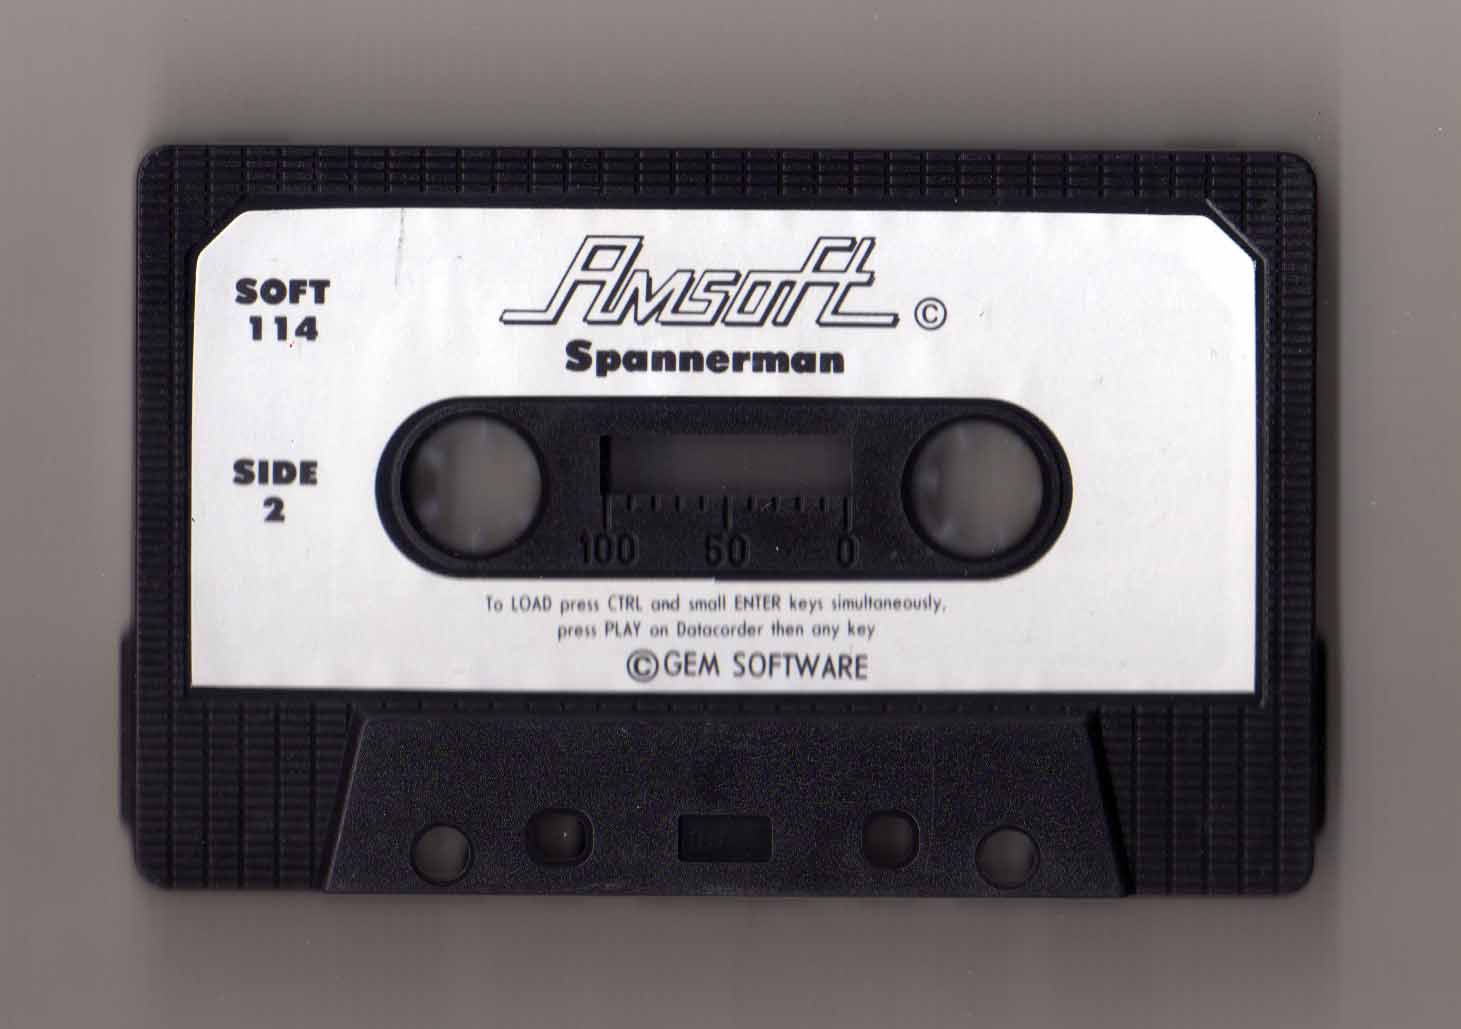 Amsoft ©
SOFT
114
Spannerman
SIDE
2
100 50 0
To LOAD press CTRL and small ENTER keys simultaneously,
press PLAY on Datacorder then any key
© GEM SOFTWARE